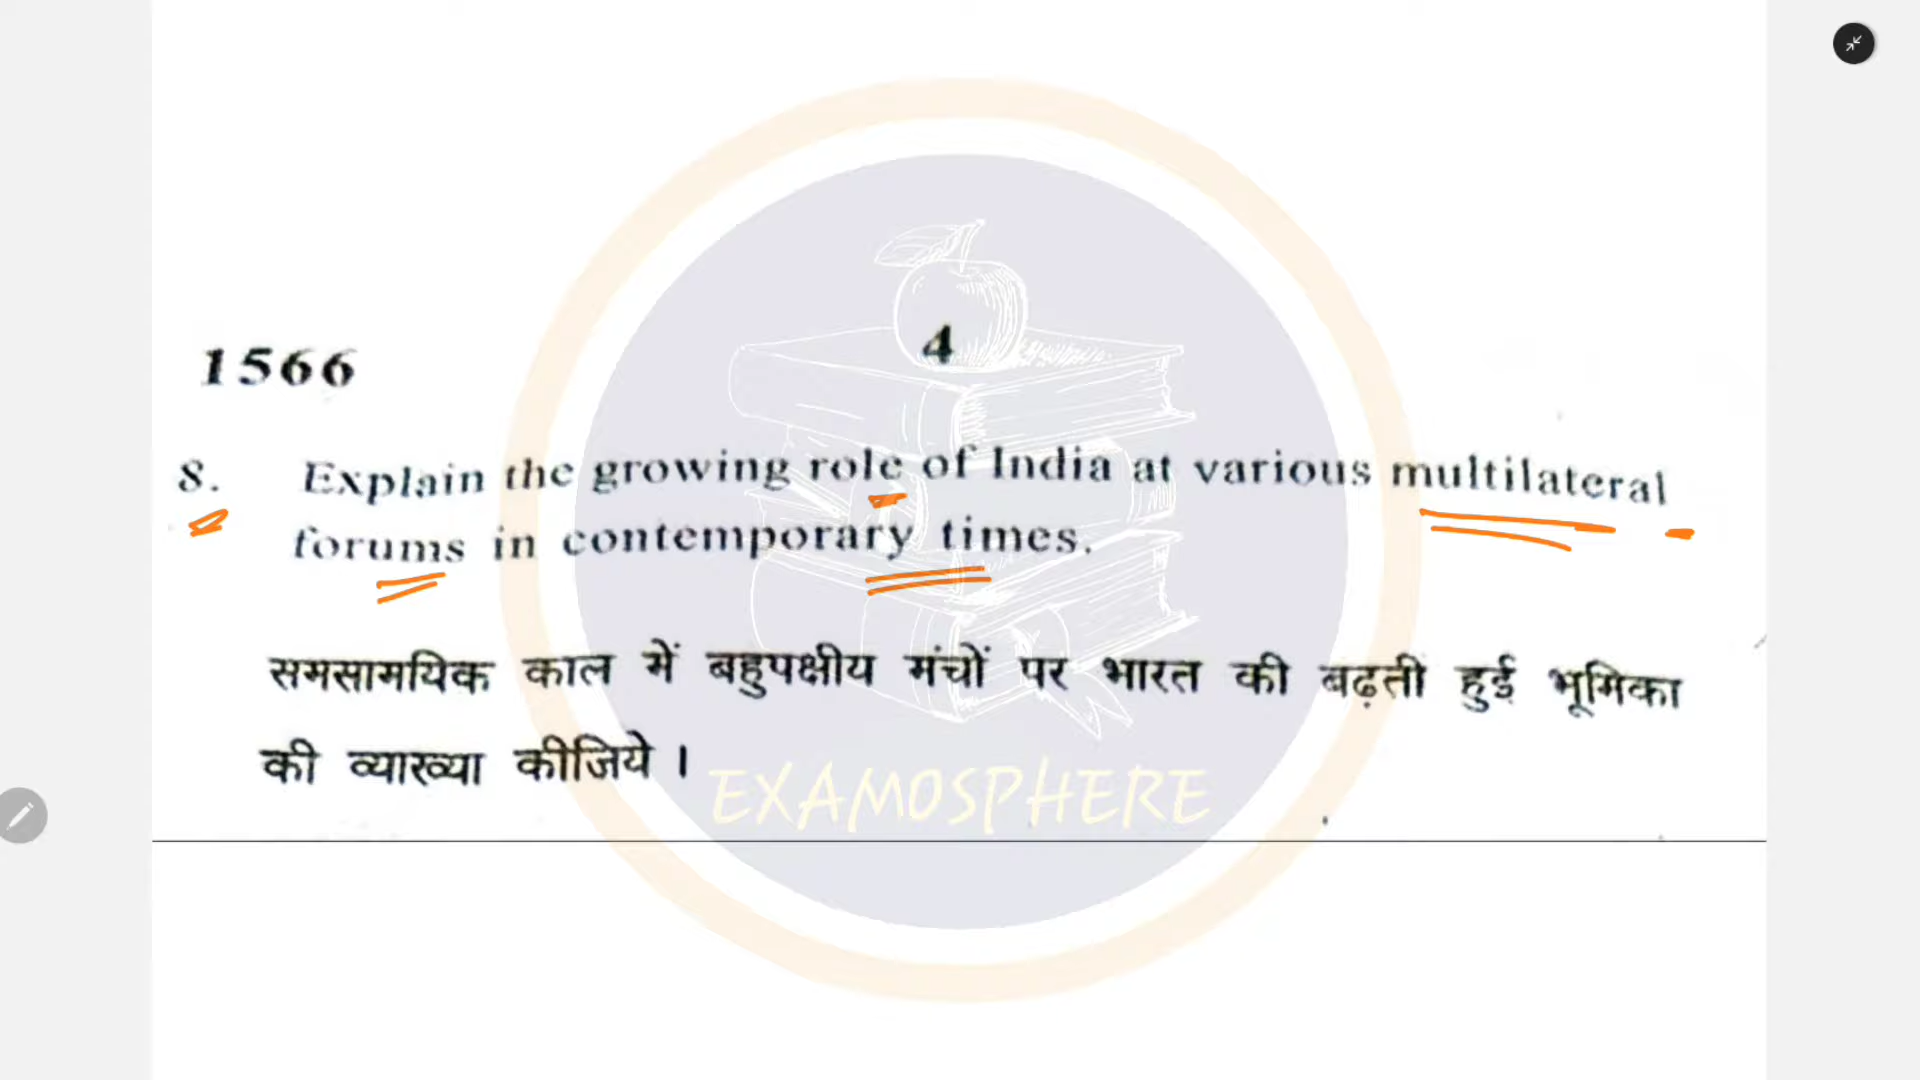 1566
4
8. Explain the growing role of India at various multilateral
forums in contemporary times.
समसामयिक काल में बहुपक्षीय मंचों पर भारत की बढ़ती हुई भूमिका
की व्याख्या कीजिये ।
EXAMOSPHERE